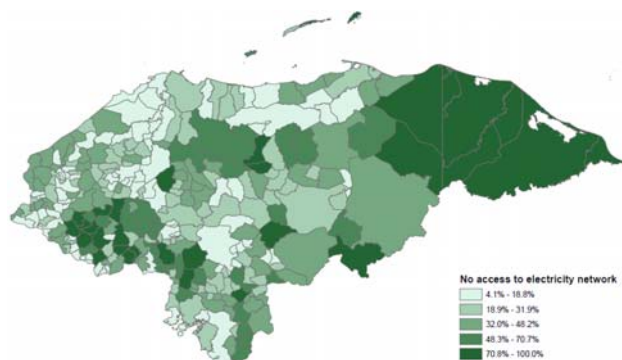 No access to electricity network
4.1% - 18.8%
18.9% - 31.9%
32.0% - 48.2%
48.3% - 70.7%
70.8% - 100.0%